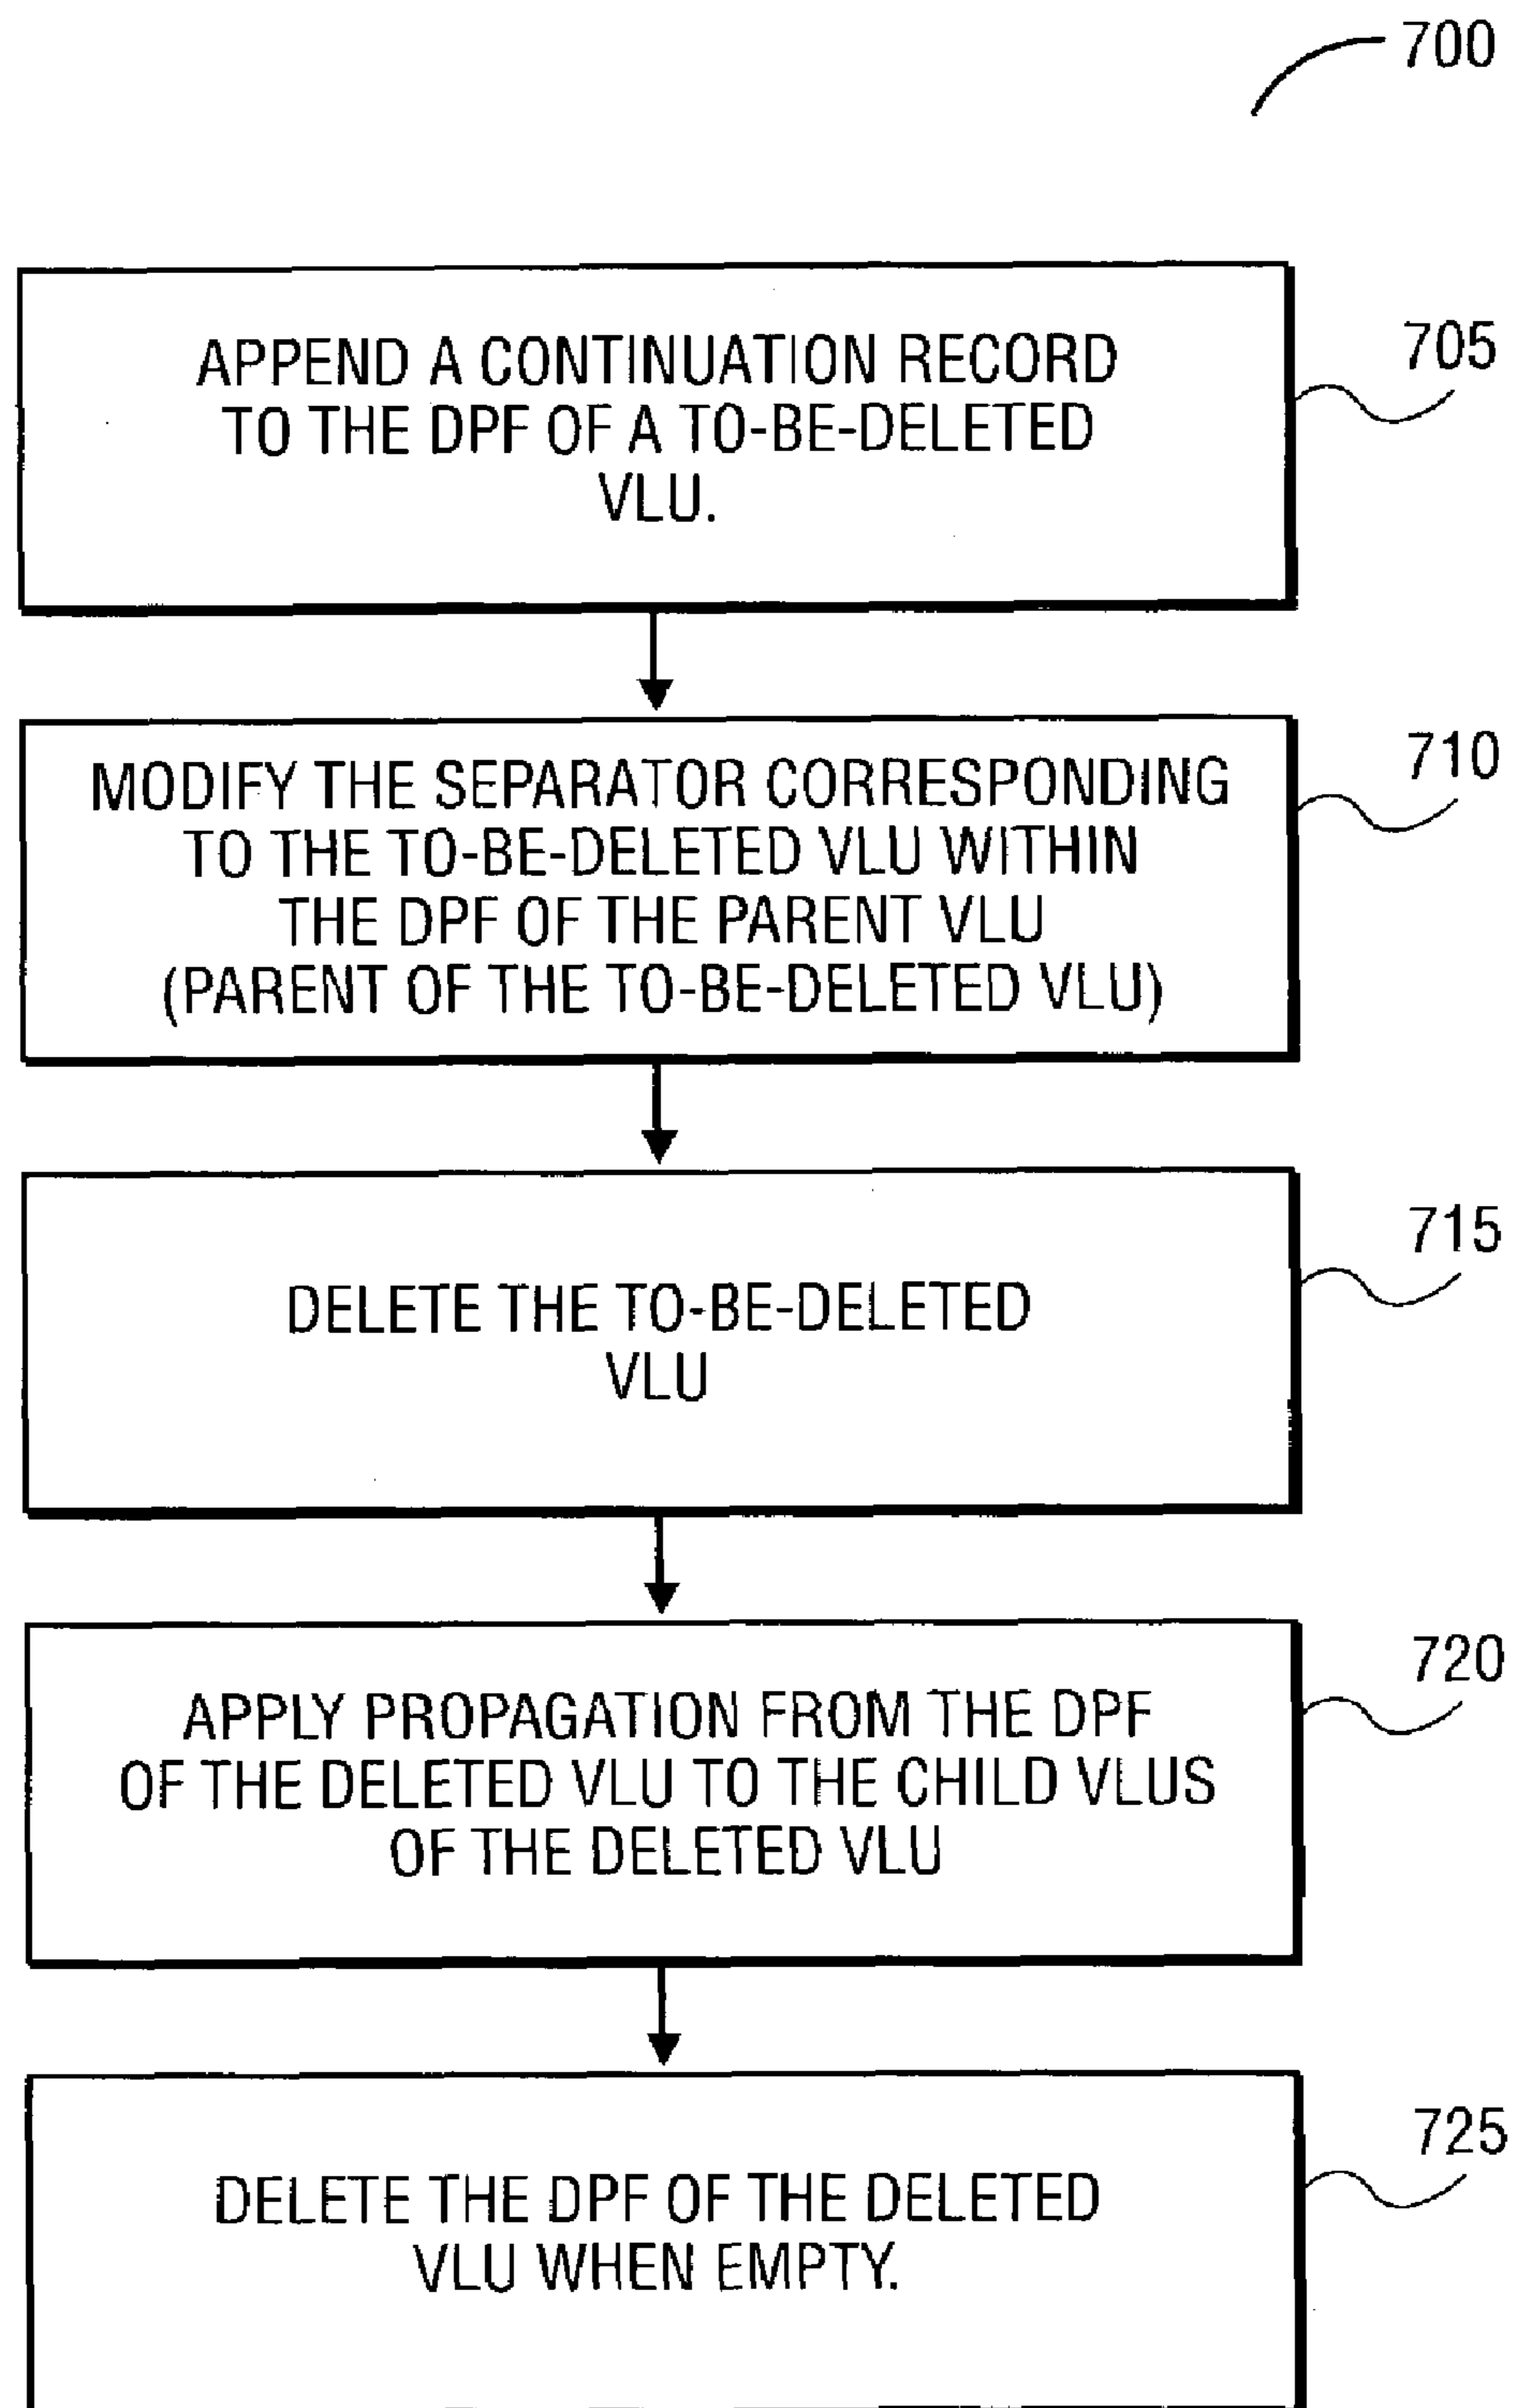 700
APPEND A CONTINUATION RECORD
TO THE DPF OF A TO-BE-DELETED
VLU.
705
MODIFY THE SEPARATOR CORRESPONDING
TO THE TO-BE-DELETED VLU WITHIN
THE DPF OF THE PARENT VLU
(PARENT OF THE TO-BE-DELETED VLU)
710
DELETE THE TO-BE-DELETED
VLU
715
APPLY PROPAGATION FROM THE DPF
OF THE DELETED VLU TO THE CHILD VLUS
OF THE DELETED VLU
720
DELETE THE DPF OF THE DELETED
VLU WHEN EMPTY.
725